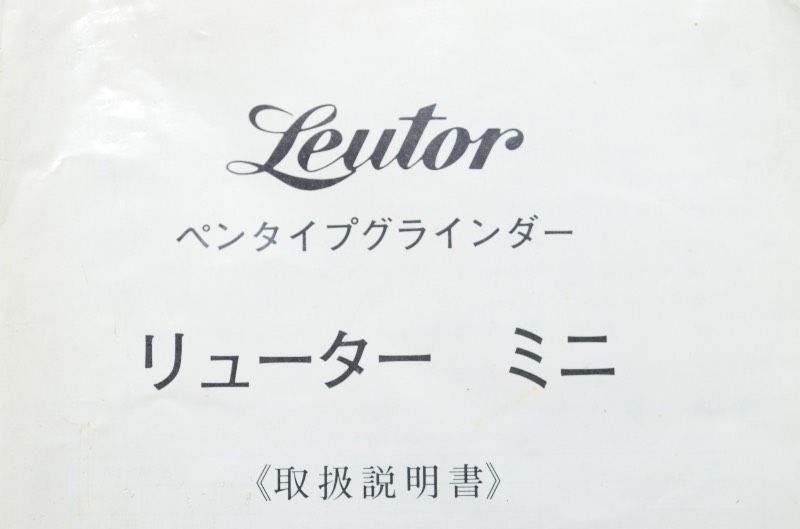 Leutor
ペンタイプグラインダー
リューター ミニ
《取扱説明書》